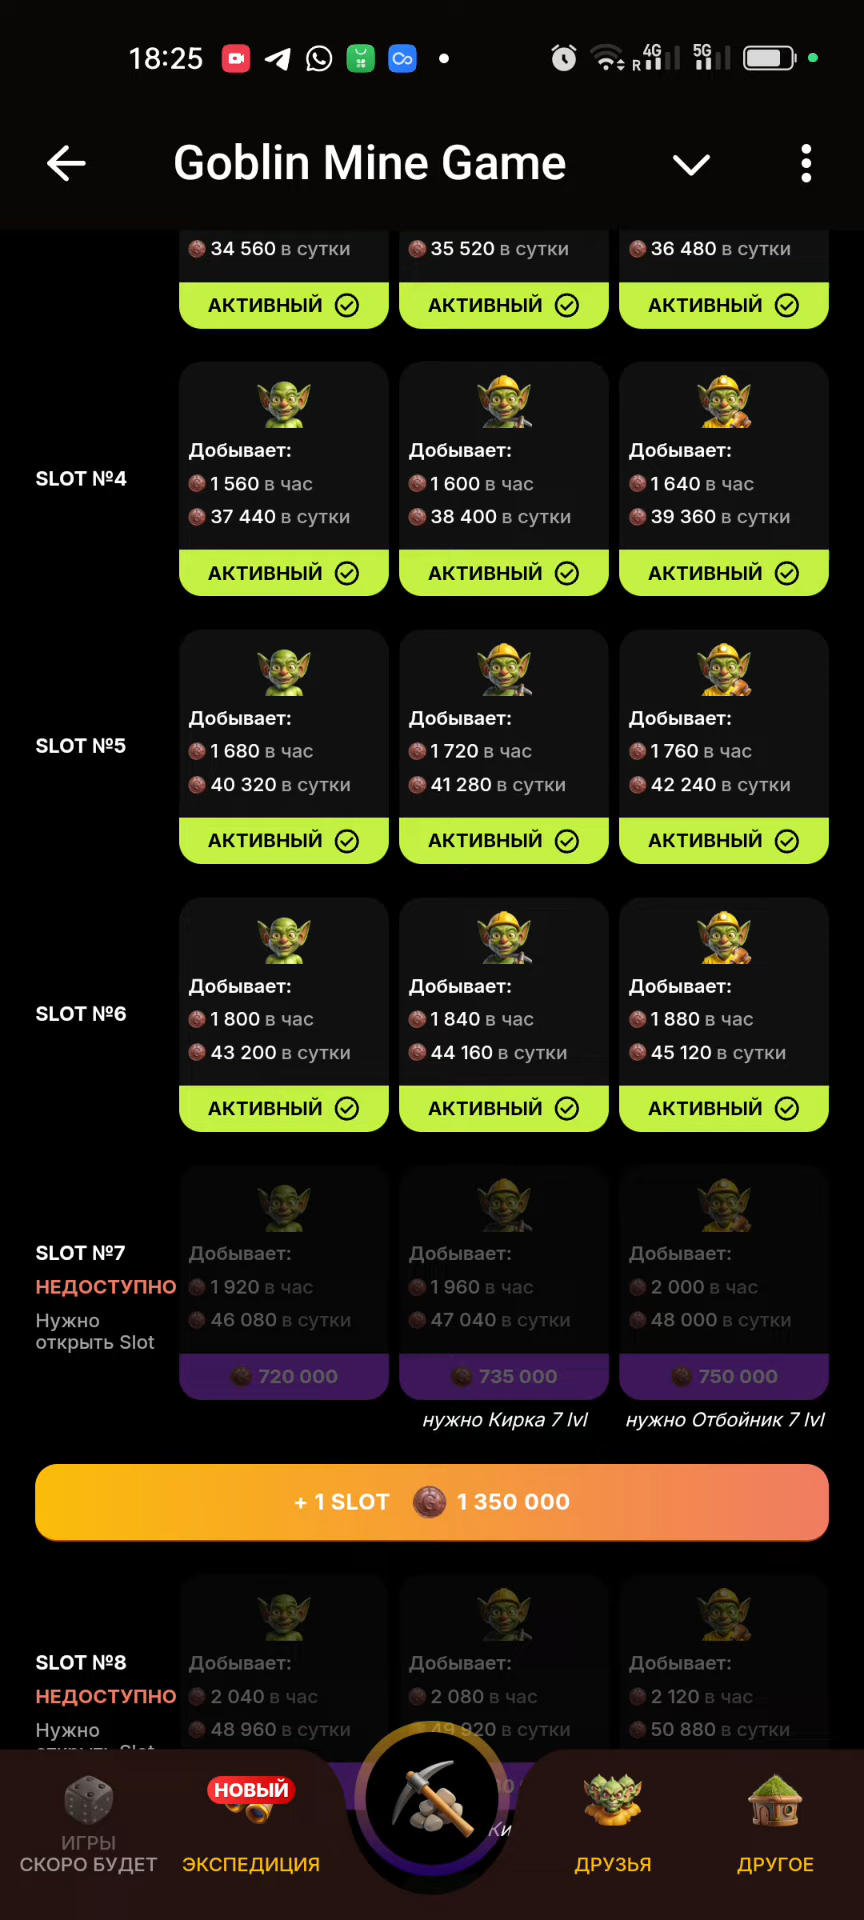 18:25
R 4G 5G
Goblin Mine Game
34 560 в сутки 35 520 в сутки 36 480 в сутки
АКТИВНЫЙ АКТИВНЫЙ АКТИВНЫЙ
SLOT №4
Добывает: Добывает: Добывает:
1 560 в час 1 600 в час 1 640 в час
37 440 в сутки 38 400 в сутки 39 360 в сутки
АКТИВНЫЙ АКТИВНЫЙ АКТИВНЫЙ
SLOT №5
Добывает: Добывает: Добывает:
1 680 в час 1 720 в час 1 760 в час
40 320 в сутки 41 280 в сутки 42 240 в сутки
АКТИВНЫЙ АКТИВНЫЙ АКТИВНЫЙ
SLOT №6
Добывает: Добывает: Добывает:
1 800 в час 1 840 в час 1 880 в час
43 200 в сутки 44 160 в сутки 45 120 в сутки
АКТИВНЫЙ АКТИВНЫЙ АКТИВНЫЙ
SLOT №7
НЕДОСТУПНО
Нужно
открыть Slot
Добывает: Добывает: Добывает:
1 920 в час 1 960 в час 2 000 в час
46 080 в сутки 47 040 в сутки 48 000 в сутки
720 000 735 000 750 000
нужно Кирка 7 lvl нужно Отбойник 7 lvl
+ 1 SLOT 1 350 000
SLOT №8
НЕДОСТУПНО
Нужно
открыть Slot
Добывает: Добывает: Добывает:
2 040 в час 2 080 в час 2 120 в час
48 960 в сутки 49 920 в сутки 50 880 в сутки
НОВЫЙ
ИГРЫ
СКОРО БУДЕТ ЭКСПЕДИЦИЯ ДРУЗЬЯ ДРУГОЕ